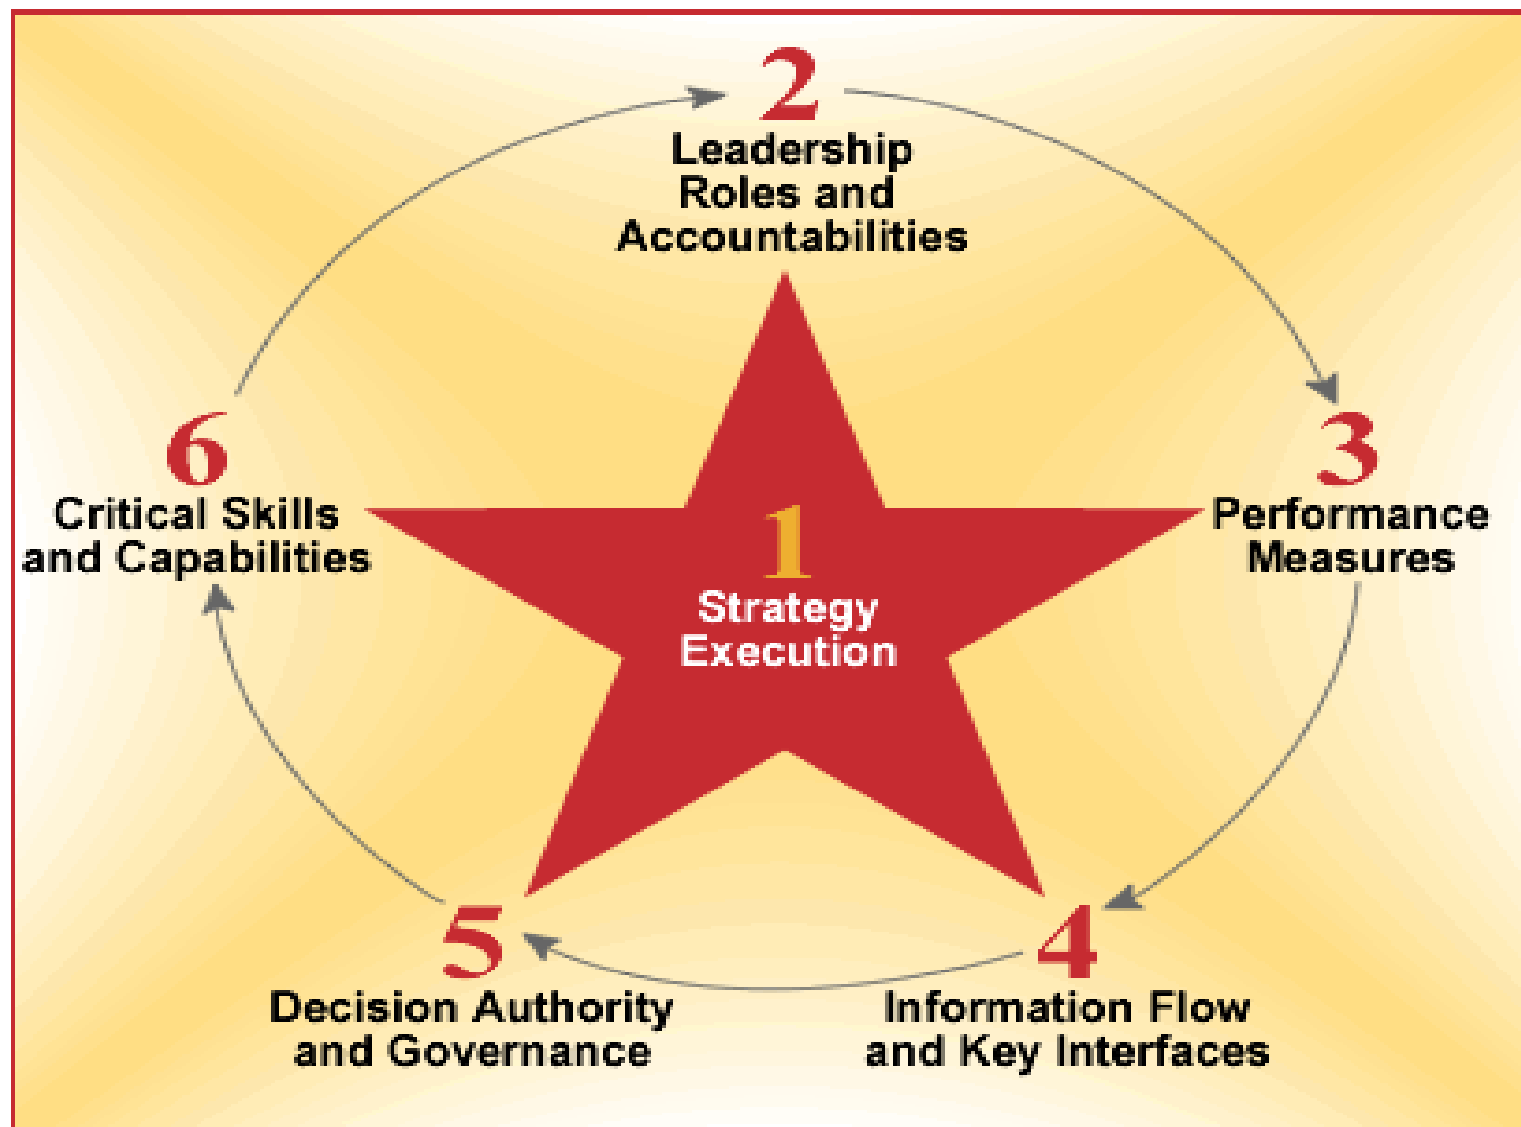 2
Leadership
Roles and
Accountabilities
3
Performance
Measures
4
Information Flow
and Key Interfaces
5
Decision Authority
and Governance
6
Critical Skills
and Capabilities
1
Strategy
Execution